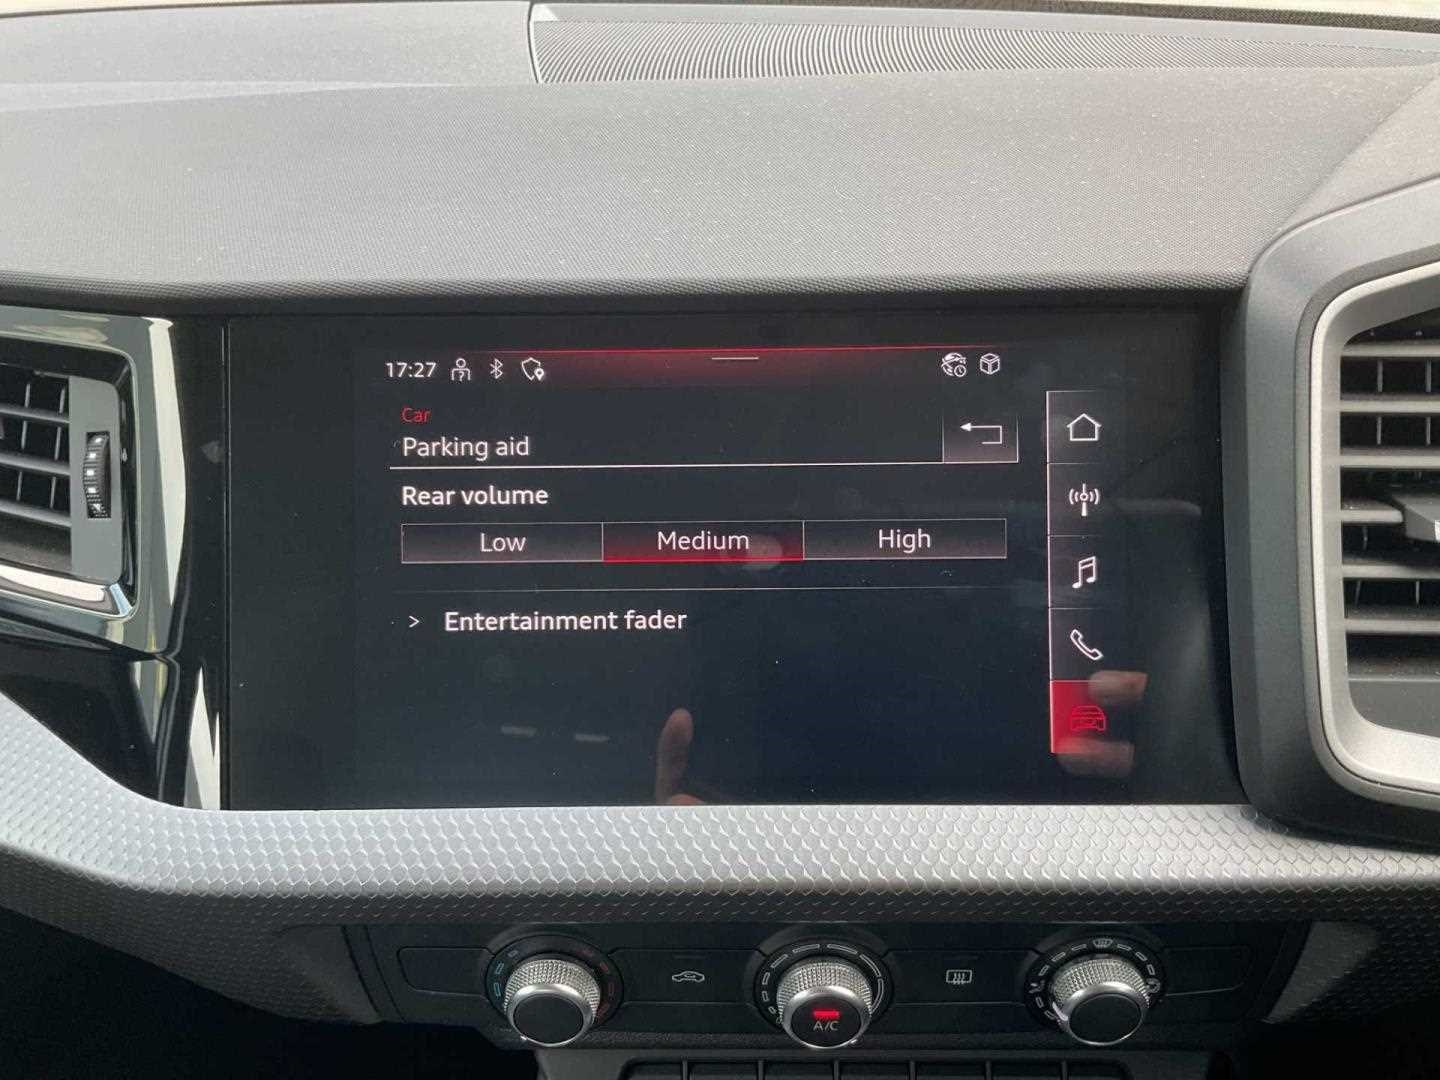 17:27
Car
Parking aid
Rear volume
Low Medium High
> Entertainment fader
A/C